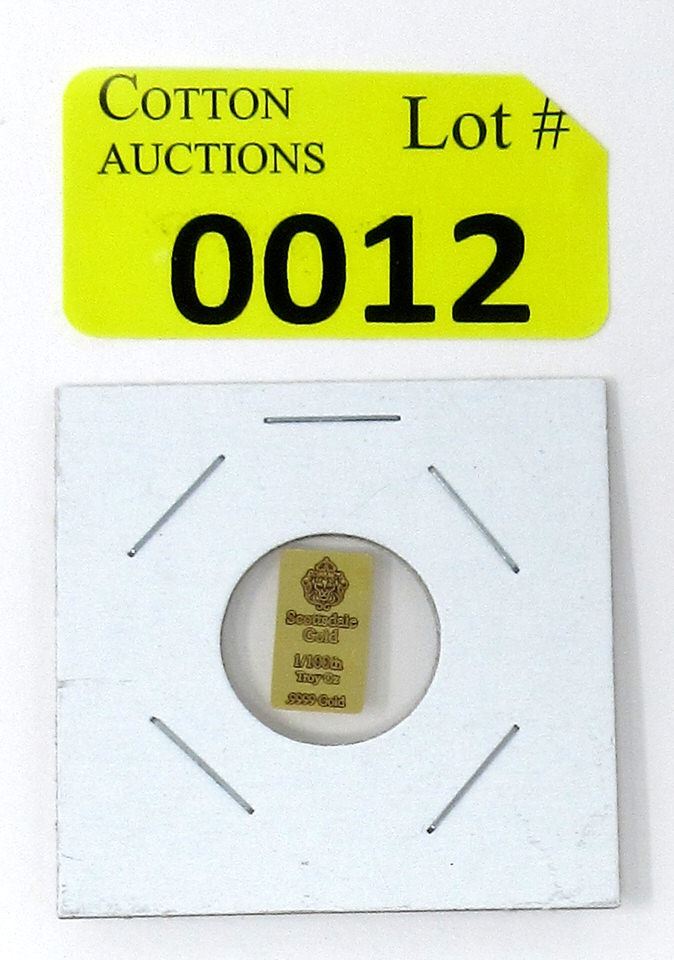 COTTON
AUCTIONS
Lot #
0012
Scottsdale
Gold
1/100th
Troy Oz
.9999 Gold